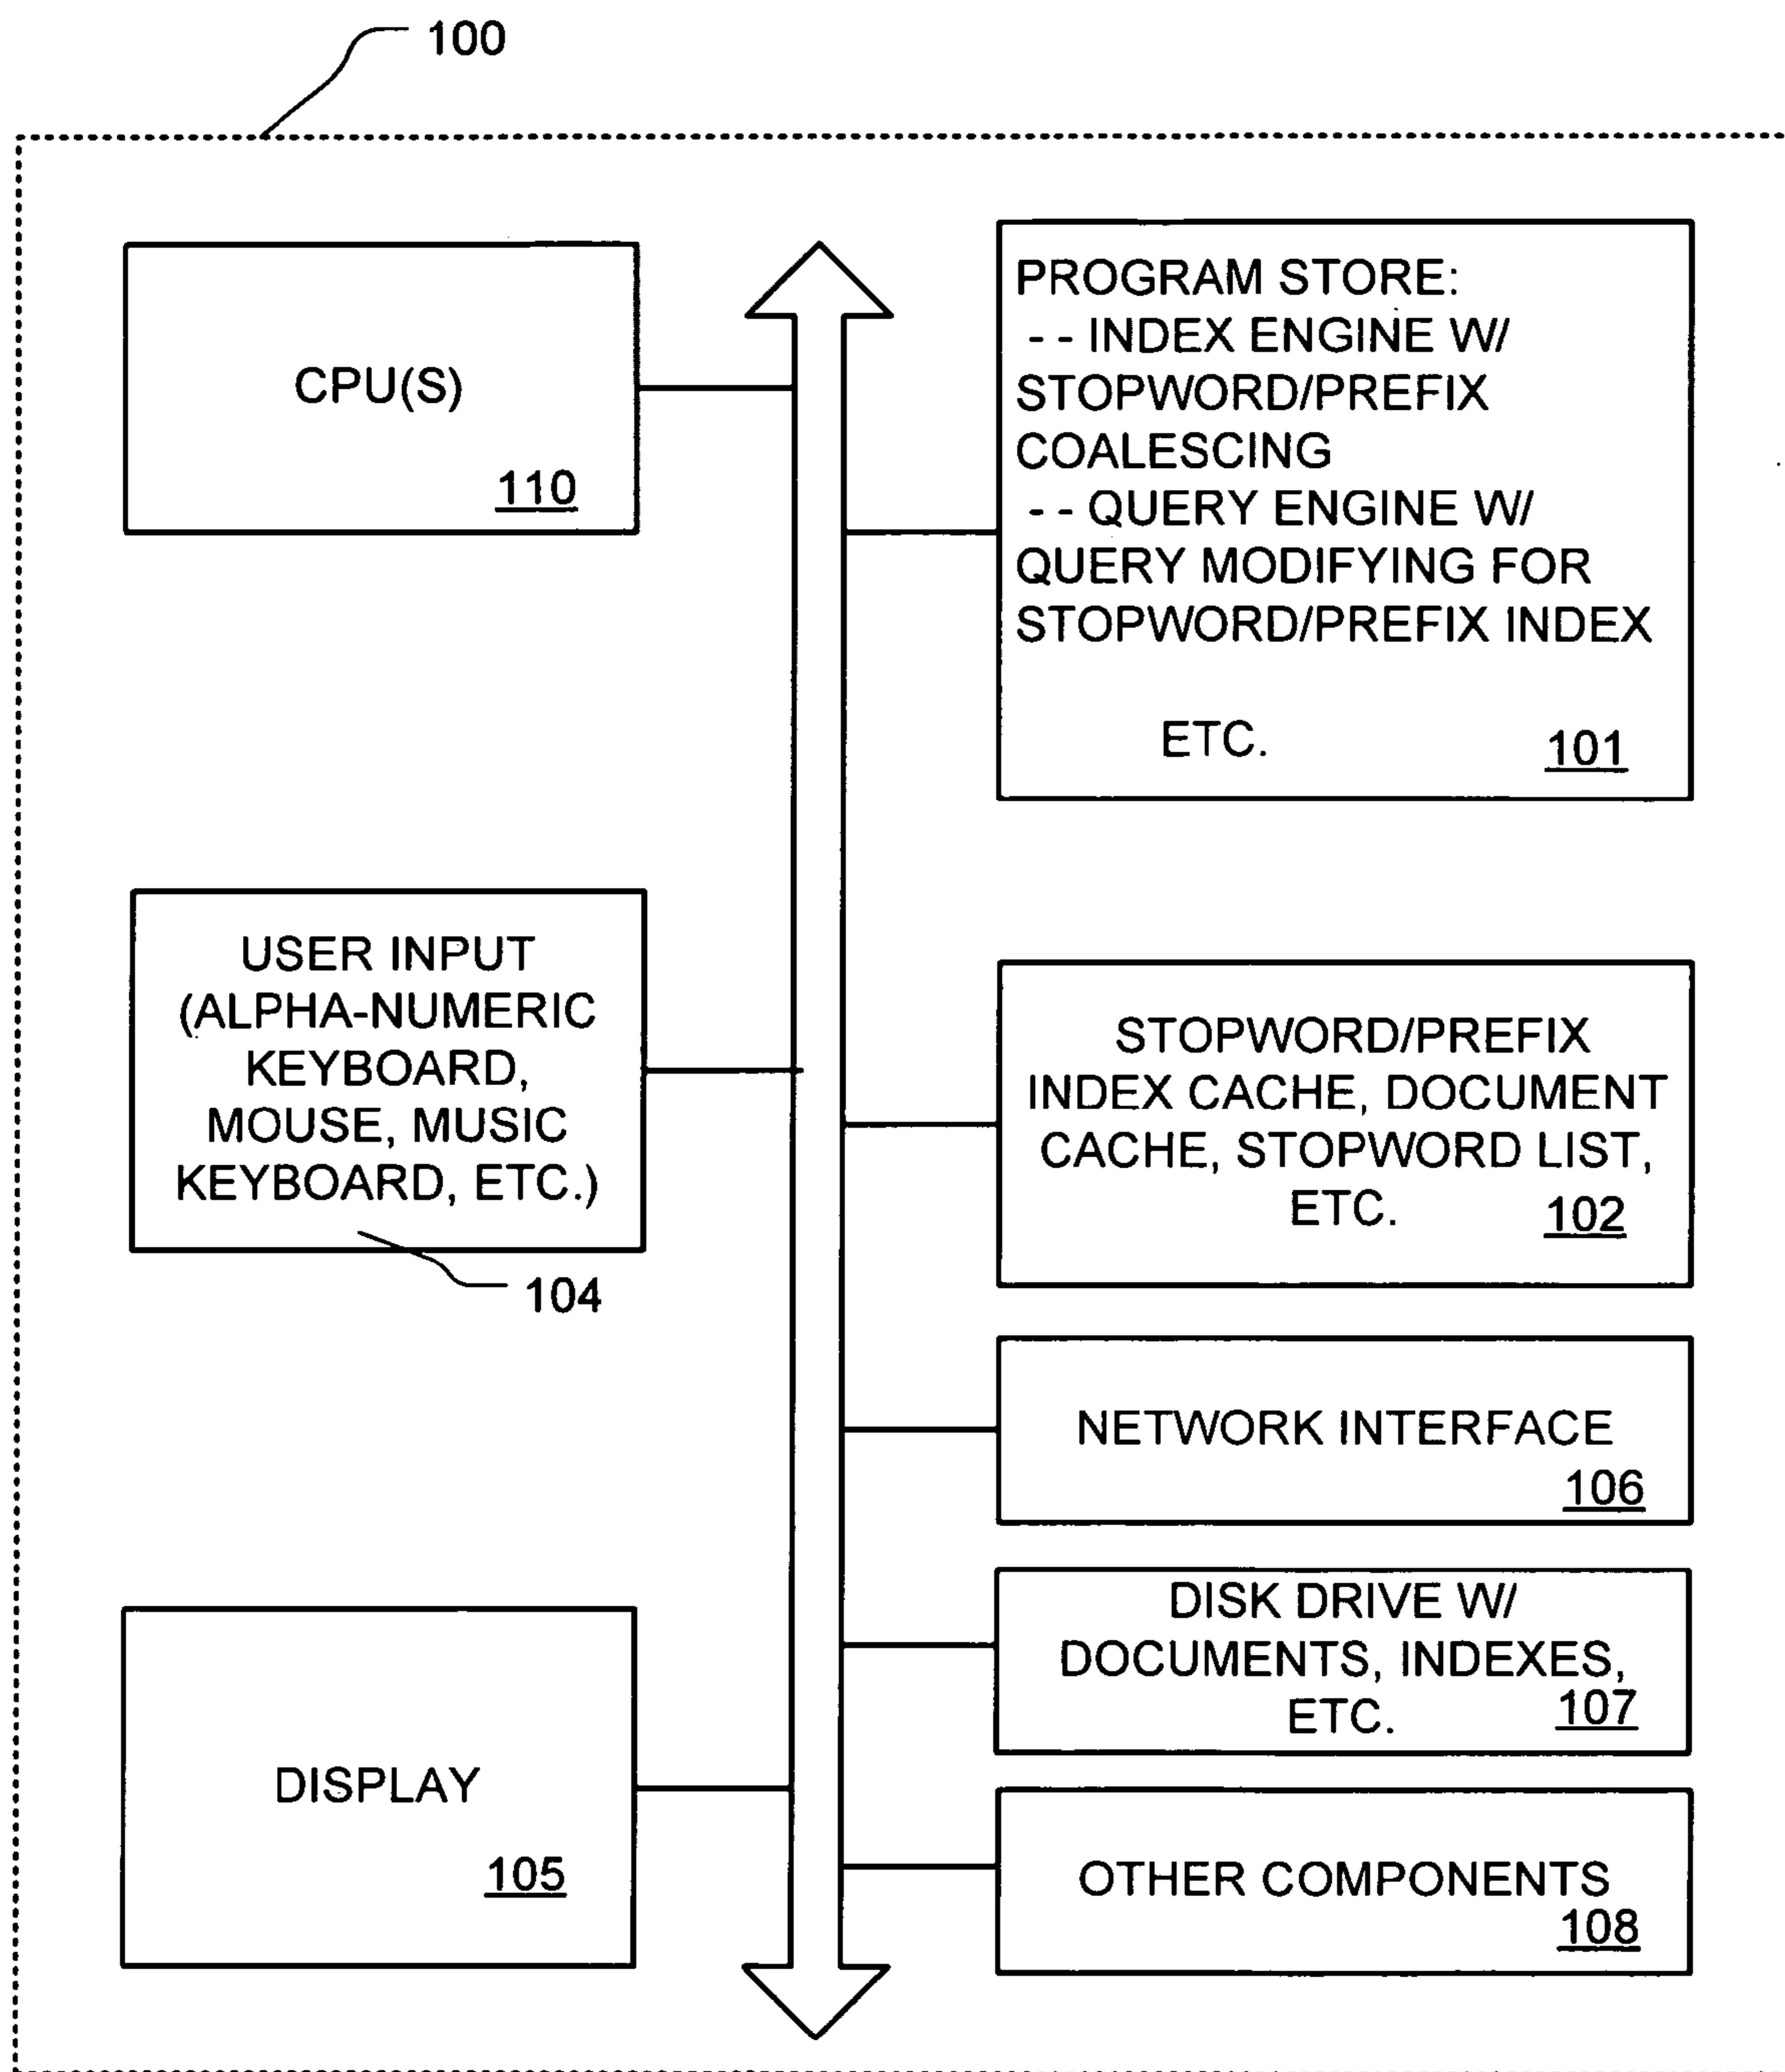 100
CPU(S)
110
PROGRAM STORE:
-- INDEX ENGINE W/
STOPWORD/PREFIX
COALESCING
-- QUERY ENGINE W/
QUERY MODIFYING FOR
STOPWORD/PREFIX INDEX
ETC.
101
USER INPUT
(ALPHA-NUMERIC
KEYBOARD,
MOUSE, MUSIC
KEYBOARD, ETC.)
104
STOPWORD/PREFIX
INDEX CACHE, DOCUMENT
CACHE, STOPWORD LIST,
ETC.
102
NETWORK INTERFACE
106
DISK DRIVE W/
DOCUMENTS, INDEXES,
ETC.
107
DISPLAY
105
OTHER COMPONENTS
108